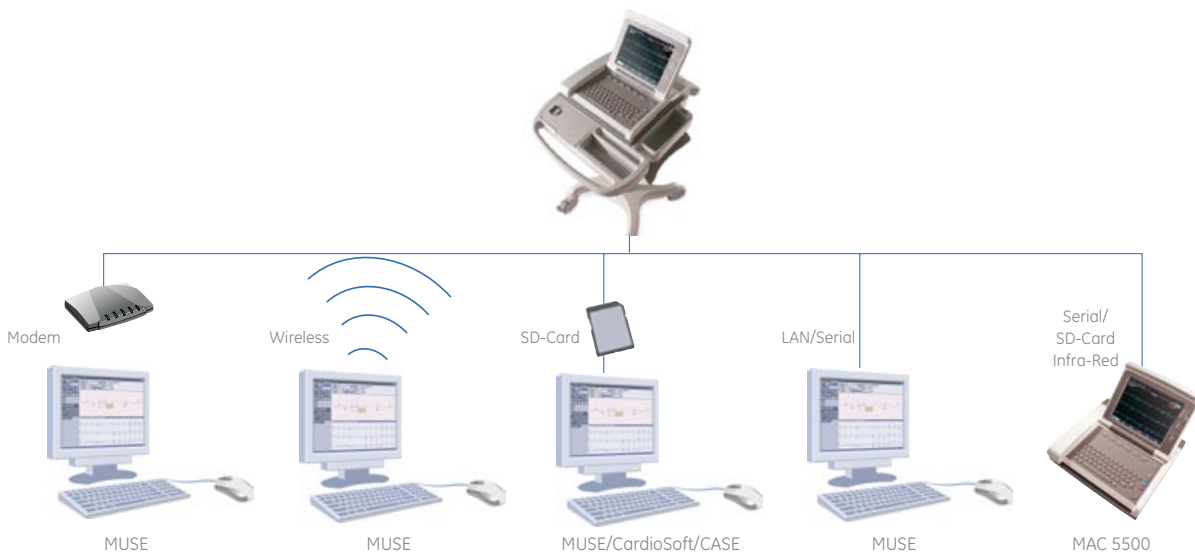 Modem
Wireless
SD-Card
LAN/Serial
Serial/
SD-Card
Infra-Red
MUSE
MUSE
MUSE/CardioSoft/CASE
MUSE
MAC 5500